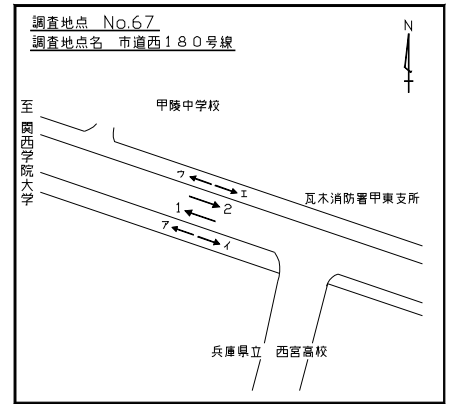 調査地点 No.67
調査地点名 市道西180号線
N
至 関西学院大学
甲陵中学校
ウ エ
瓦木消防署甲東支所
1 2
ア イ
兵庫県立 西宮高校